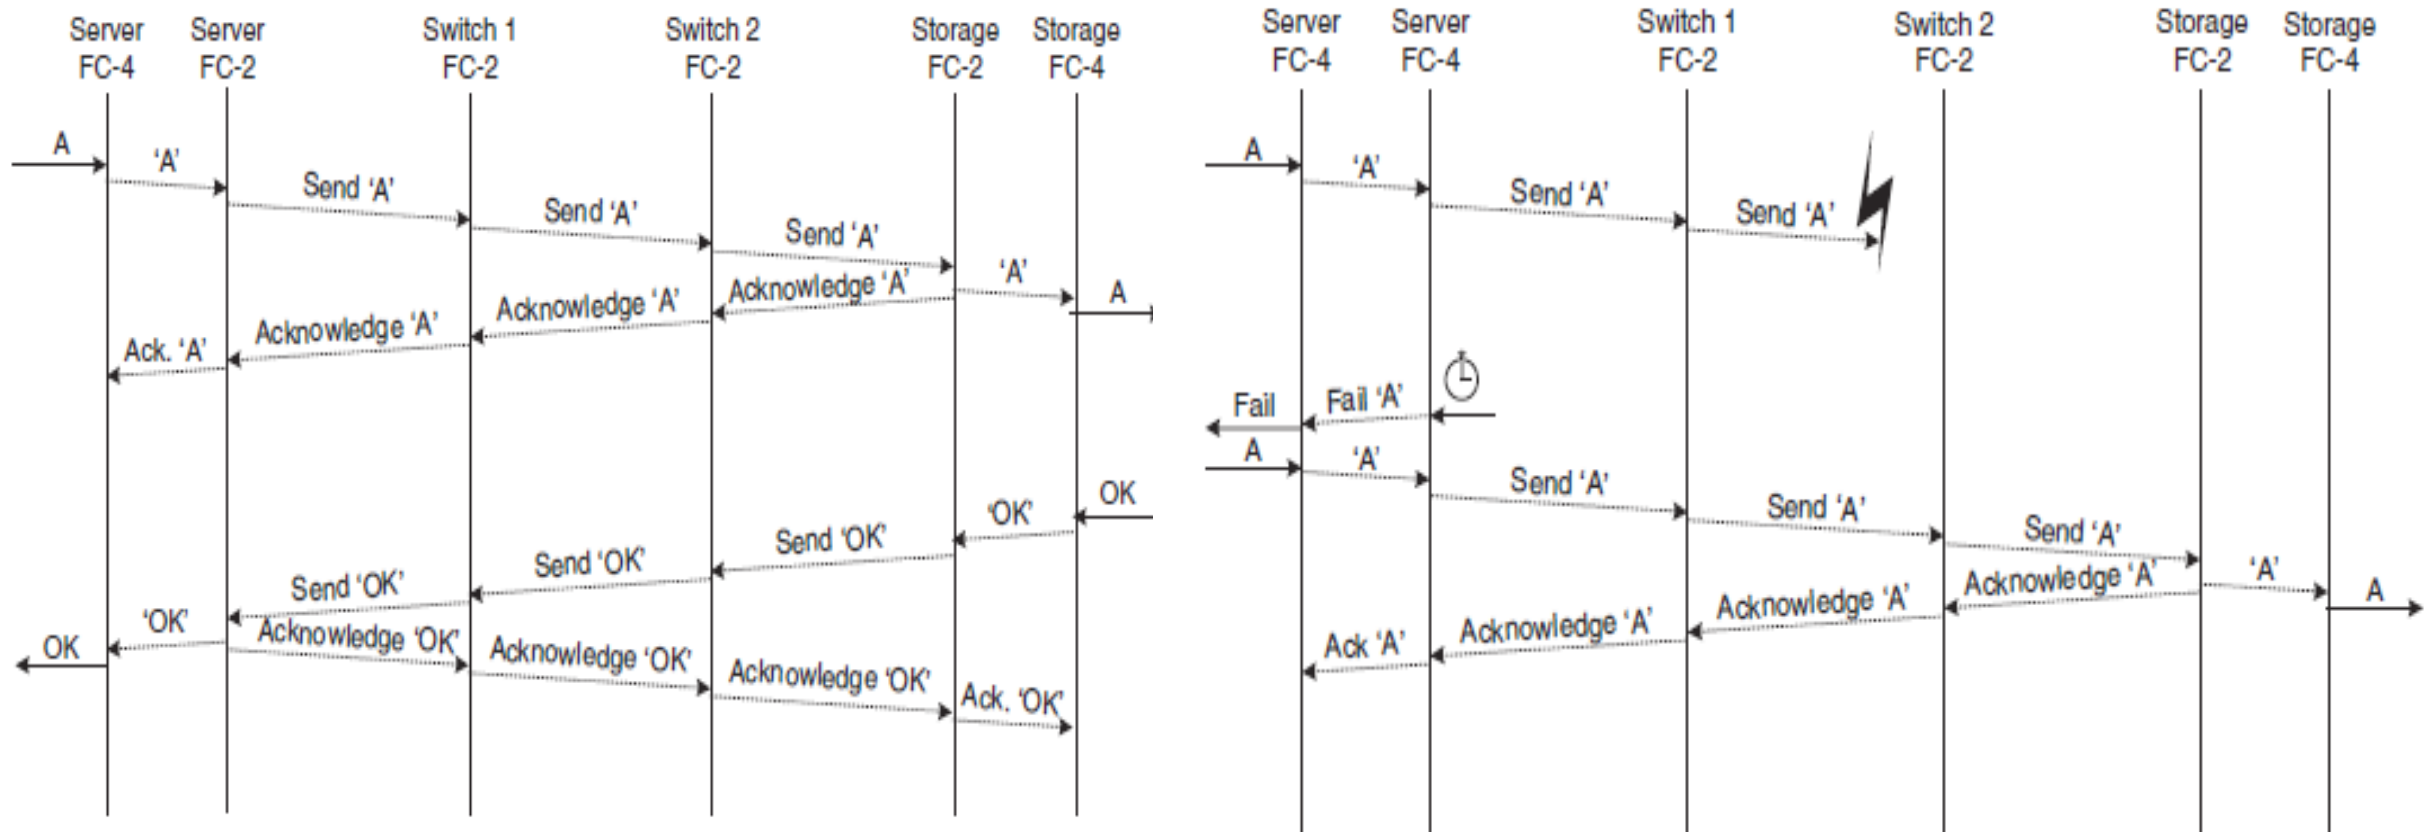 Server Server Switch 1 Switch 2 Storage Storage
FC-4 FC-2 FC-2 FC-2 FC-2 FC-4
A
‘A’
Send ‘A’
Send ‘A’
Send ‘A’
‘A’
A
Acknowledge ‘A’
Acknowledge ‘A’
Acknowledge ‘A’
Ack. ‘A’
OK
‘OK’
Send ‘OK’
Send ‘OK’
Send ‘OK’
‘OK’
OK
Acknowledge ‘OK’
Acknowledge ‘OK’
Acknowledge ‘OK’
Ack. ‘OK’
Server Server Switch 1 Switch 2 Storage Storage
FC-4 FC-4 FC-2 FC-2 FC-2 FC-4
A
‘A’
Send ‘A’
Send ‘A’
Fail ‘A’
Fail
A
‘A’
Send ‘A’
Send ‘A’
Send ‘A’
‘A’
A
Acknowledge ‘A’
Acknowledge ‘A’
Acknowledge ‘A’
Ack ‘A’